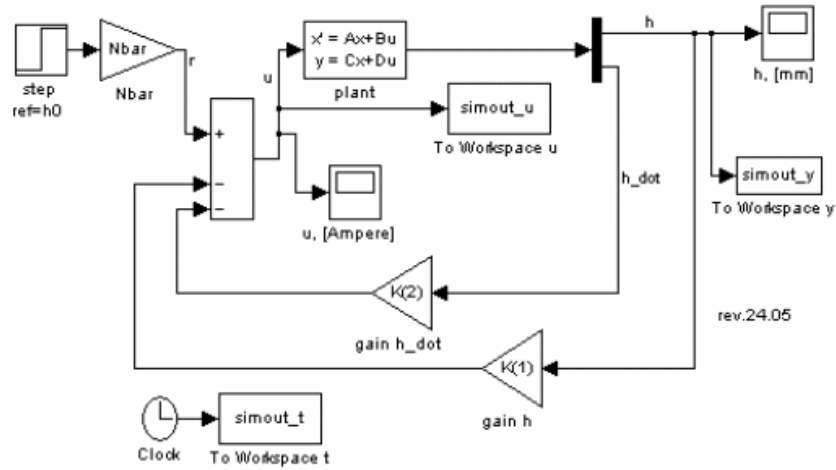 Nbar
step
ref=h0
Nbar
r
u
x' = Ax+Bu
y = Cx+Du
plant
h
h, [mm]
simout_u
To Workspace u
+
−
−
u, [Ampere]
h_dot
simout_y
To Workspace y
K(2)
gain h_dot
rev.24.05
K(1)
gain h
Clock
simout_t
To Workspace t